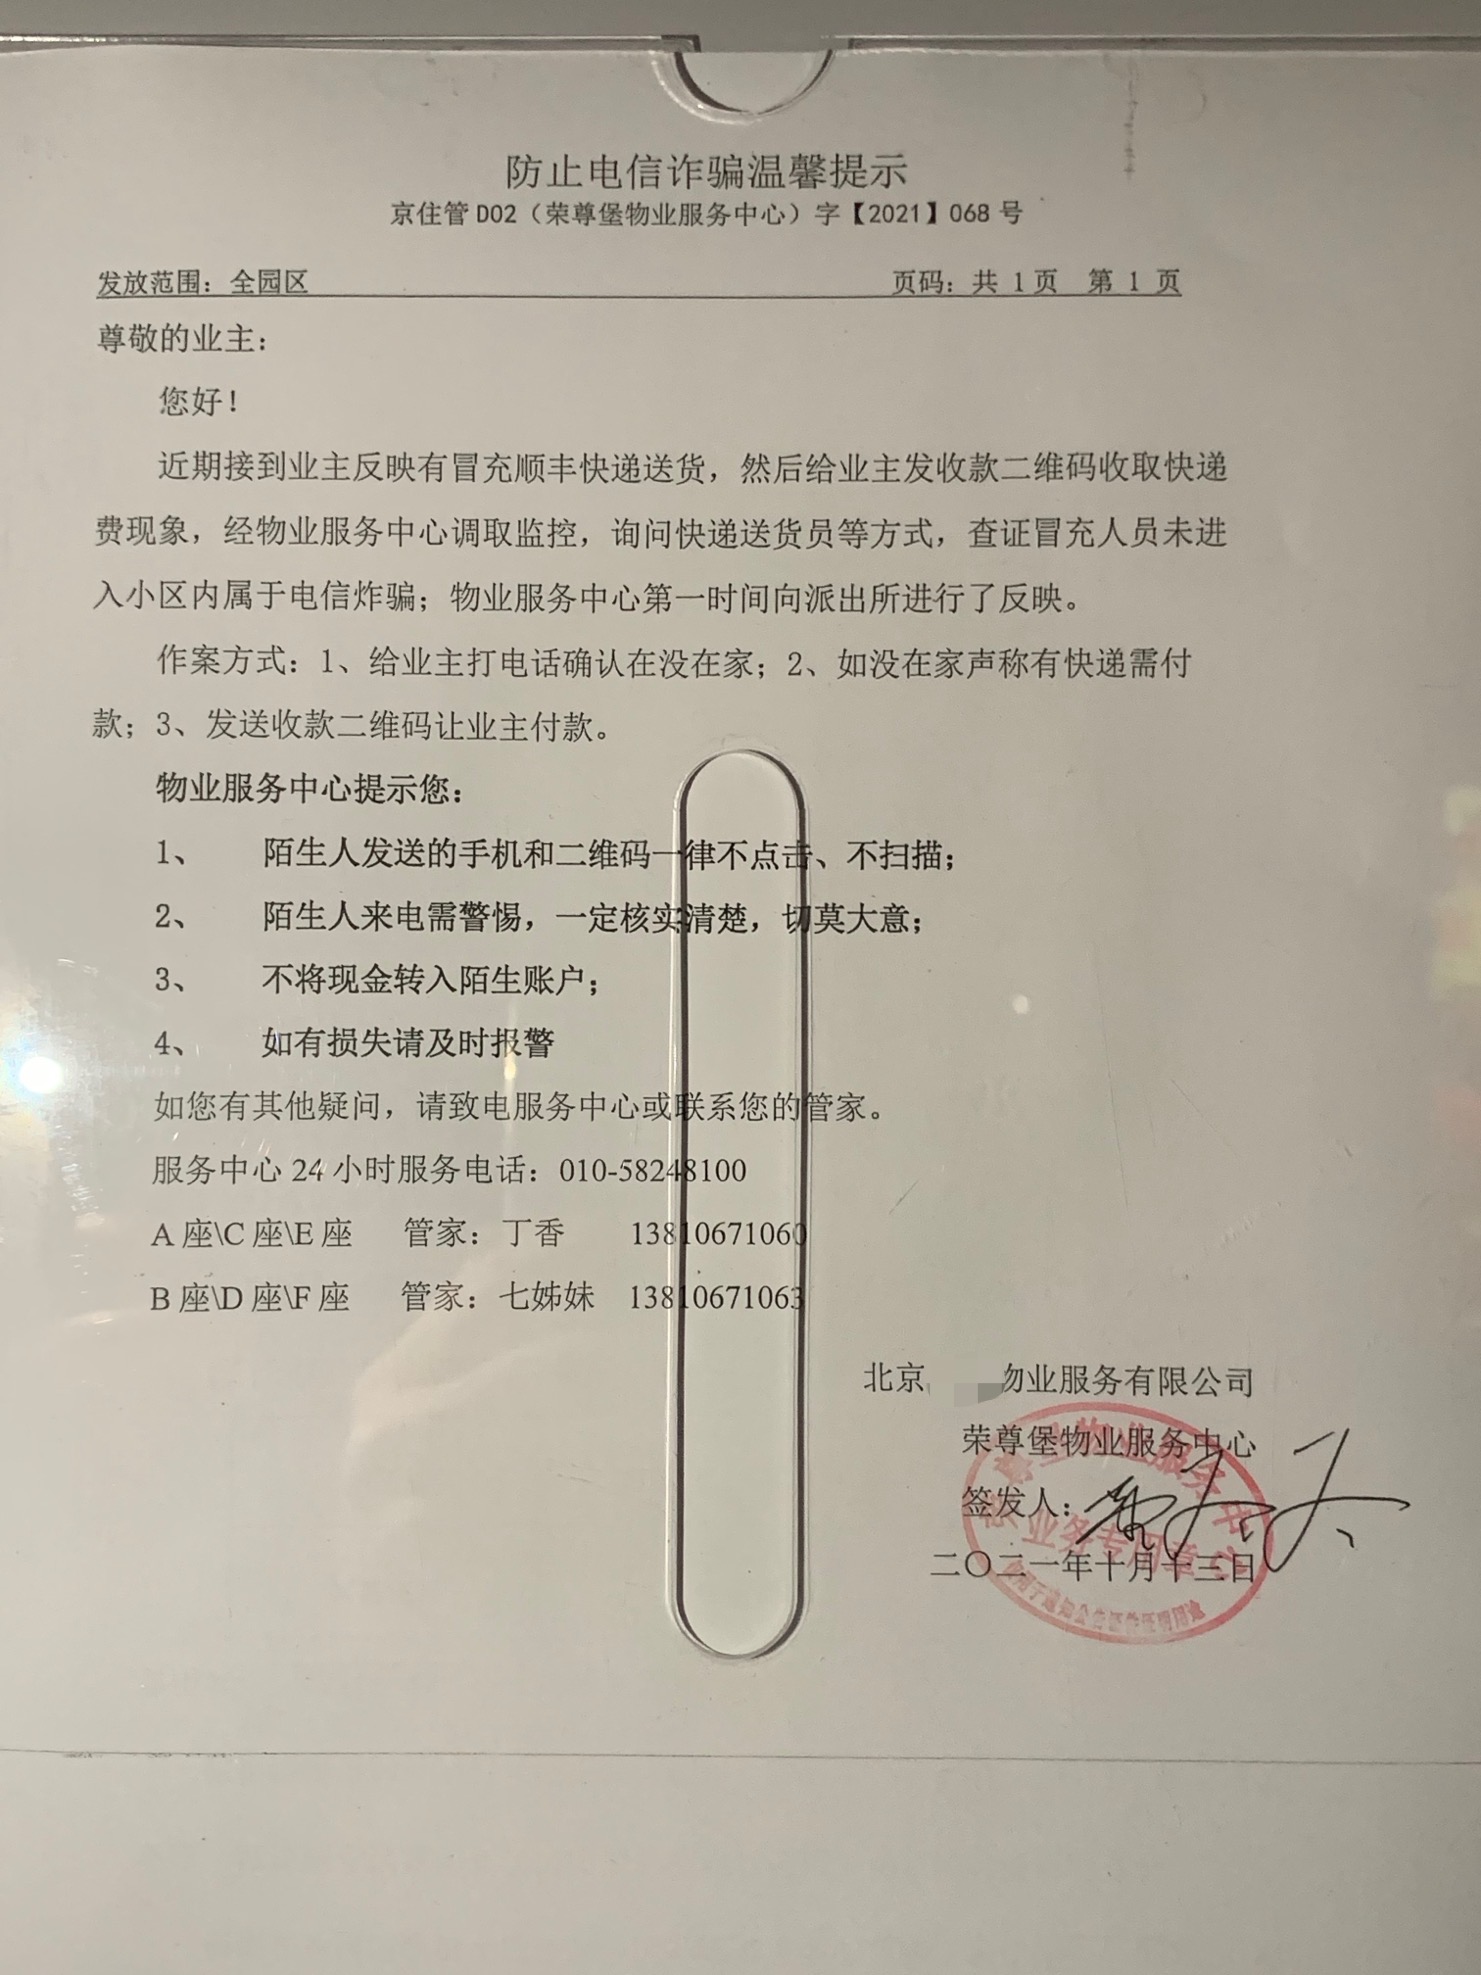 防止电信诈骗温馨提示
京住管 D02（荣尊堡物业服务中心）字【2021】068 号
发放范围：全园区 页码：共 1 页 第 1 页
尊敬的业主：
您好！
近期接到业主反映有冒充顺丰快递送货，然后给业主发收款二维码收取快递
费现象，经物业服务中心调取监控，询问快递送货员等方式，查证冒充人员未进
入小区内属于电信炸骗；物业服务中心第一时间向派出所进行了反映。
作案方式：1、给业主打电话确认在没在家；2、如没在家声称有快递需付
款；3、发送收款二维码让业主付款。
物业服务中心提示您：
1、 陌生人发送的手机和二维码一律不点击、不扫描；
2、 陌生人来电需警惕，一定核实清楚，切莫大意；
3、 不将现金转入陌生账户；
4、 如有损失请及时报警
如您有其他疑问，请致电服务中心或联系您的管家。
服务中心 24 小时服务电话：010-58248100
A 座\C 座\E 座 管家：丁香 13810671060
B 座\D 座\F 座 管家：七姊妹 13810671063
北京 物业服务有限公司
荣尊堡物业服务中心
签发人：
二〇二一年十月十三日
荣尊堡物业服务中心
业务专用章